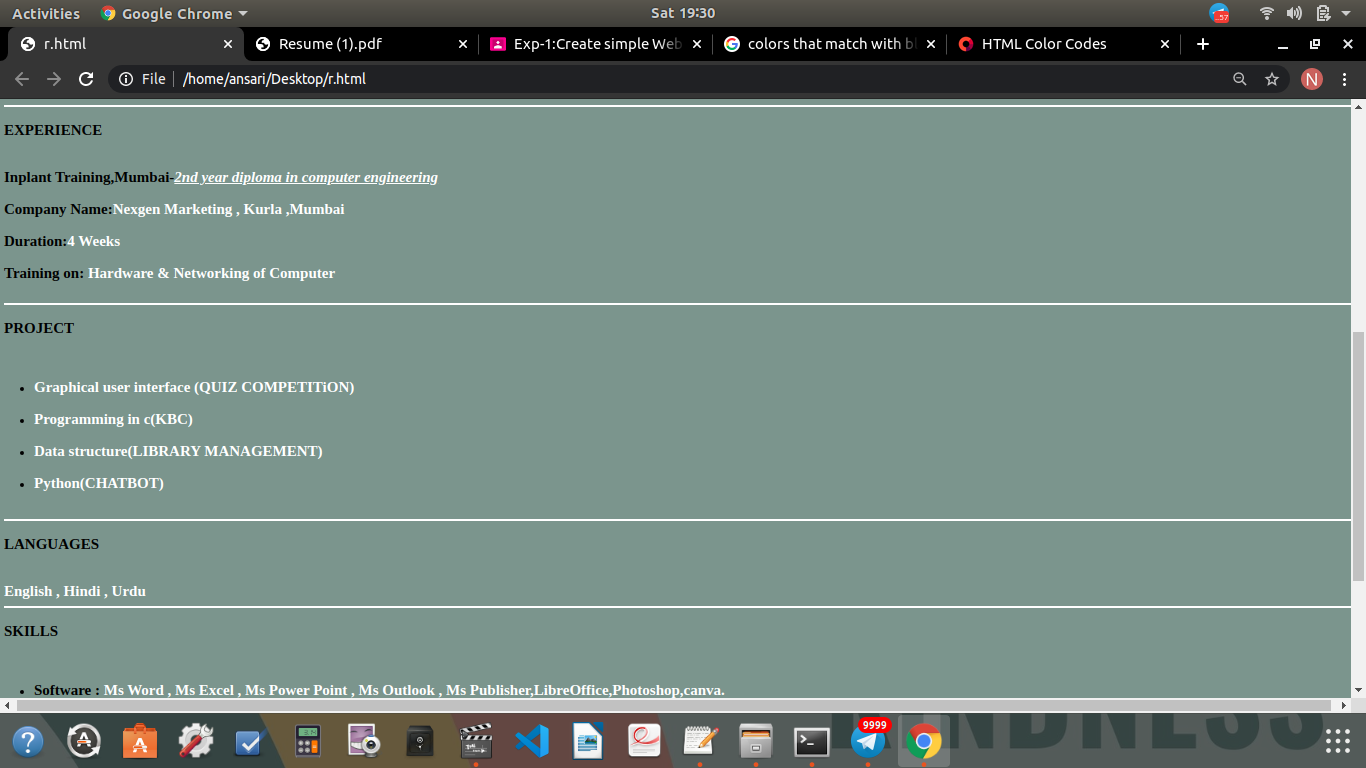 Activities Google Chrome Sat 19:30 57
r.html Resume (1).pdf Exp-1:Create simple Web colors that match with bl HTML Color Codes
File /home/ansari/Desktop/r.html N
EXPERIENCE
Inplant Training,Mumbai-2nd year diploma in computer engineering
Company Name:Nexgen Marketing , Kurla ,Mumbai
Duration:4 Weeks
Training on: Hardware & Networking of Computer
PROJECT
Graphical user interface (QUIZ COMPETITiON)
Programming in c(KBC)
Data structure(LIBRARY MANAGEMENT)
Python(CHATBOT)
LANGUAGES
English , Hindi , Urdu
SKILLS
Software : Ms Word , Ms Excel , Ms Power Point , Ms Outlook , Ms Publisher,LibreOffice,Photoshop,canva.
9999
KINDNESS